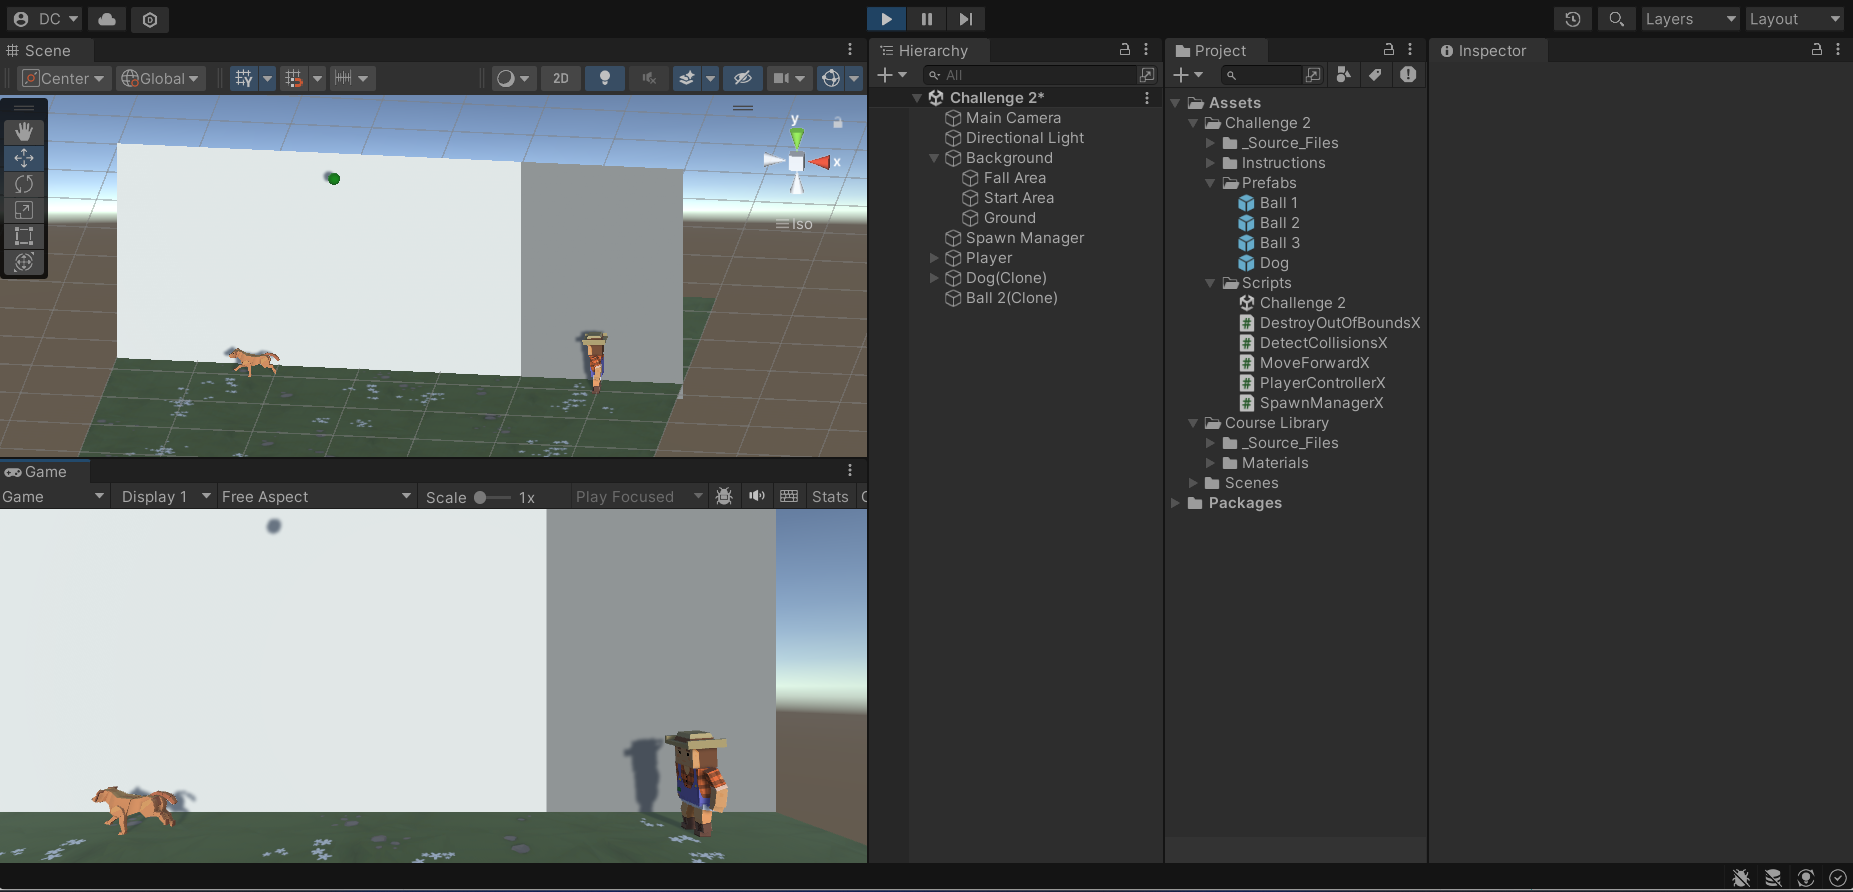 DC
Layers
Layout
Scene
Center
Global
2D
y
x
Iso
Game
Game
Display 1
Free Aspect
Scale
1x
Play Focused
Stats
Hierarchy
All
Challenge 2*
Main Camera
Directional Light
Background
Fall Area
Start Area
Ground
Spawn Manager
Player
Dog(Clone)
Ball 2(Clone)
Project
Assets
Challenge 2
_Source_Files
Instructions
Prefabs
Ball 1
Ball 2
Ball 3
Dog
Scripts
Challenge 2
DestroyOutOfBoundsX
DetectCollisionsX
MoveForwardX
PlayerControllerX
SpawnManagerX
Course Library
_Source_Files
Materials
Scenes
Packages
Inspector